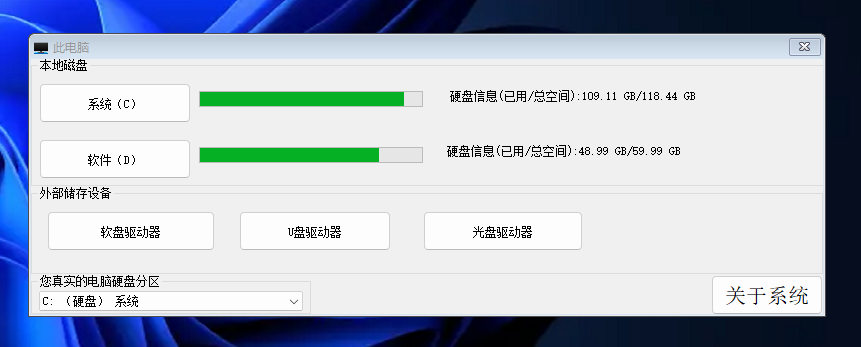 此电脑
本地磁盘
系统（C）
硬盘信息(已用/总空间):109.11 GB/118.44 GB
软件（D）
硬盘信息(已用/总空间):48.99 GB/59.99 GB
外部储存设备
软盘驱动器
U盘驱动器
光盘驱动器
您真实的电脑硬盘分区
C: （硬盘） 系统
关于系统